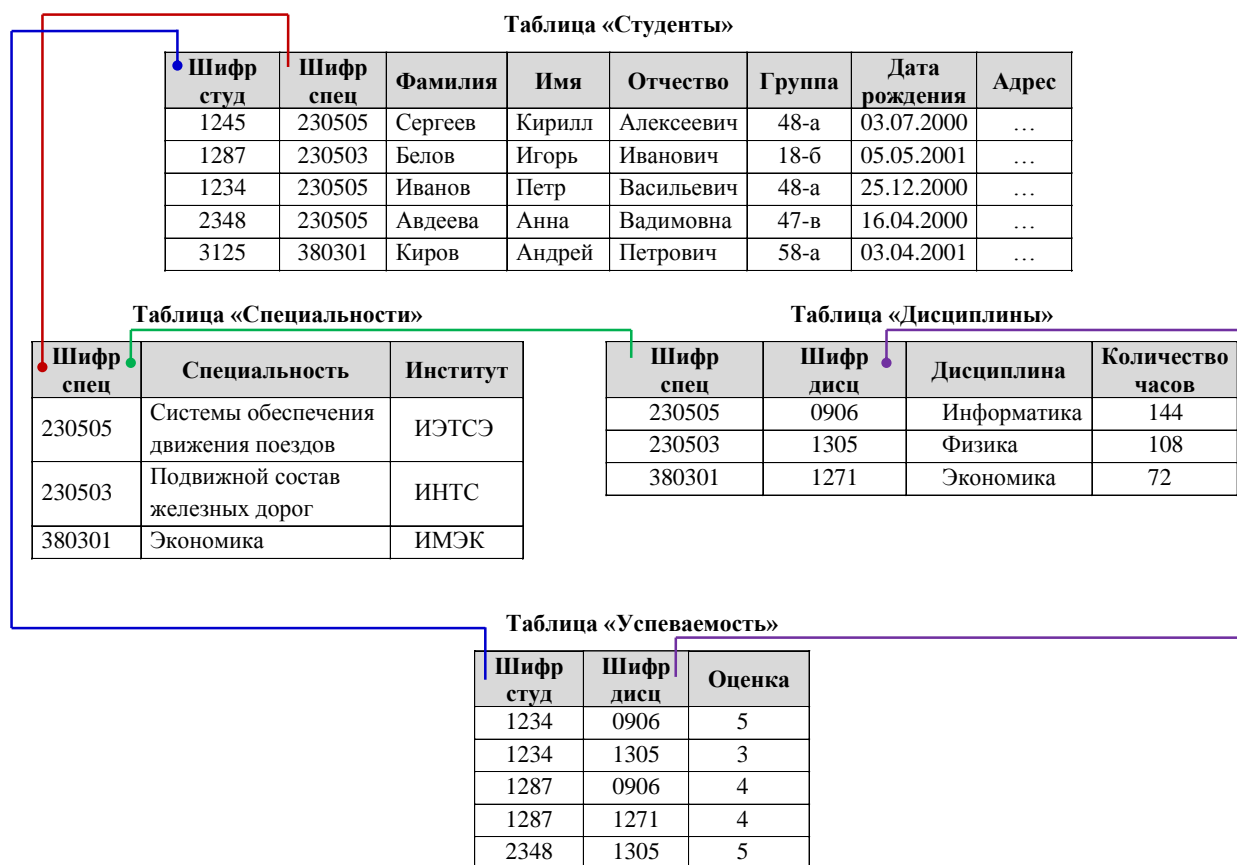 Таблица «Студенты»
Шифр студ Шифр спец Фамилия Имя Отчество Группа Дата рождения Адрес
1245 230505 Сергеев Кирилл Алексеевич 48-а 03.07.2000 …
1287 230503 Белов Игорь Иванович 18-б 05.05.2001 …
1234 230505 Иванов Петр Васильевич 48-а 25.12.2000 …
2348 230505 Авдеева Анна Вадимовна 47-в 16.04.2000 …
3125 380301 Киров Андрей Петрович 58-а 03.04.2001 …
Таблица «Специальности»
Шифр спец Специальность Институт
230505 Системы обеспечения движения поездов ИЭТСЭ
230503 Подвижной состав железных дорог ИНТС
380301 Экономика ИМЭК
Таблица «Дисциплины»
Шифр спец Шифр дисц Дисциплина Количество часов
230505 0906 Информатика 144
230503 1305 Физика 108
380301 1271 Экономика 72
Таблица «Успеваемость»
Шифр студ Шифр дисц Оценка
1234 0906 5
1234 1305 3
1287 0906 4
1287 1271 4
2348 1305 5